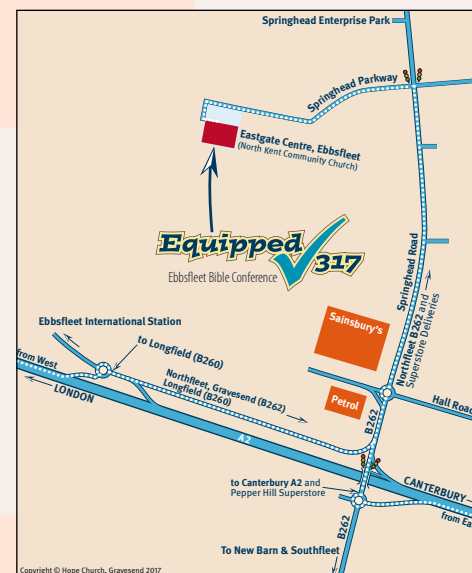 Springhead Enterprise Park
Springhead Parkway
Eastgate Centre, Ebbsfleet
(North Kent Community Church)
Equipped
317
Ebbsfleet Bible Conference
Springhead Road
Northfleet B262 and
Superstore Deliveries
Sainsbury's
Ebbsfleet International Station
to Longfield (B260)
from West
LONDON
Northfleet, Gravesend (B262)
Longfield (B260)
Petrol
Hall Road
B262
A2
to Canterbury A2 and
Pepper Hill Superstore
CANTERBURY
from Ea
B262
To New Barn & Southfleet
Copyright © Hope Church, Gravesend 2017